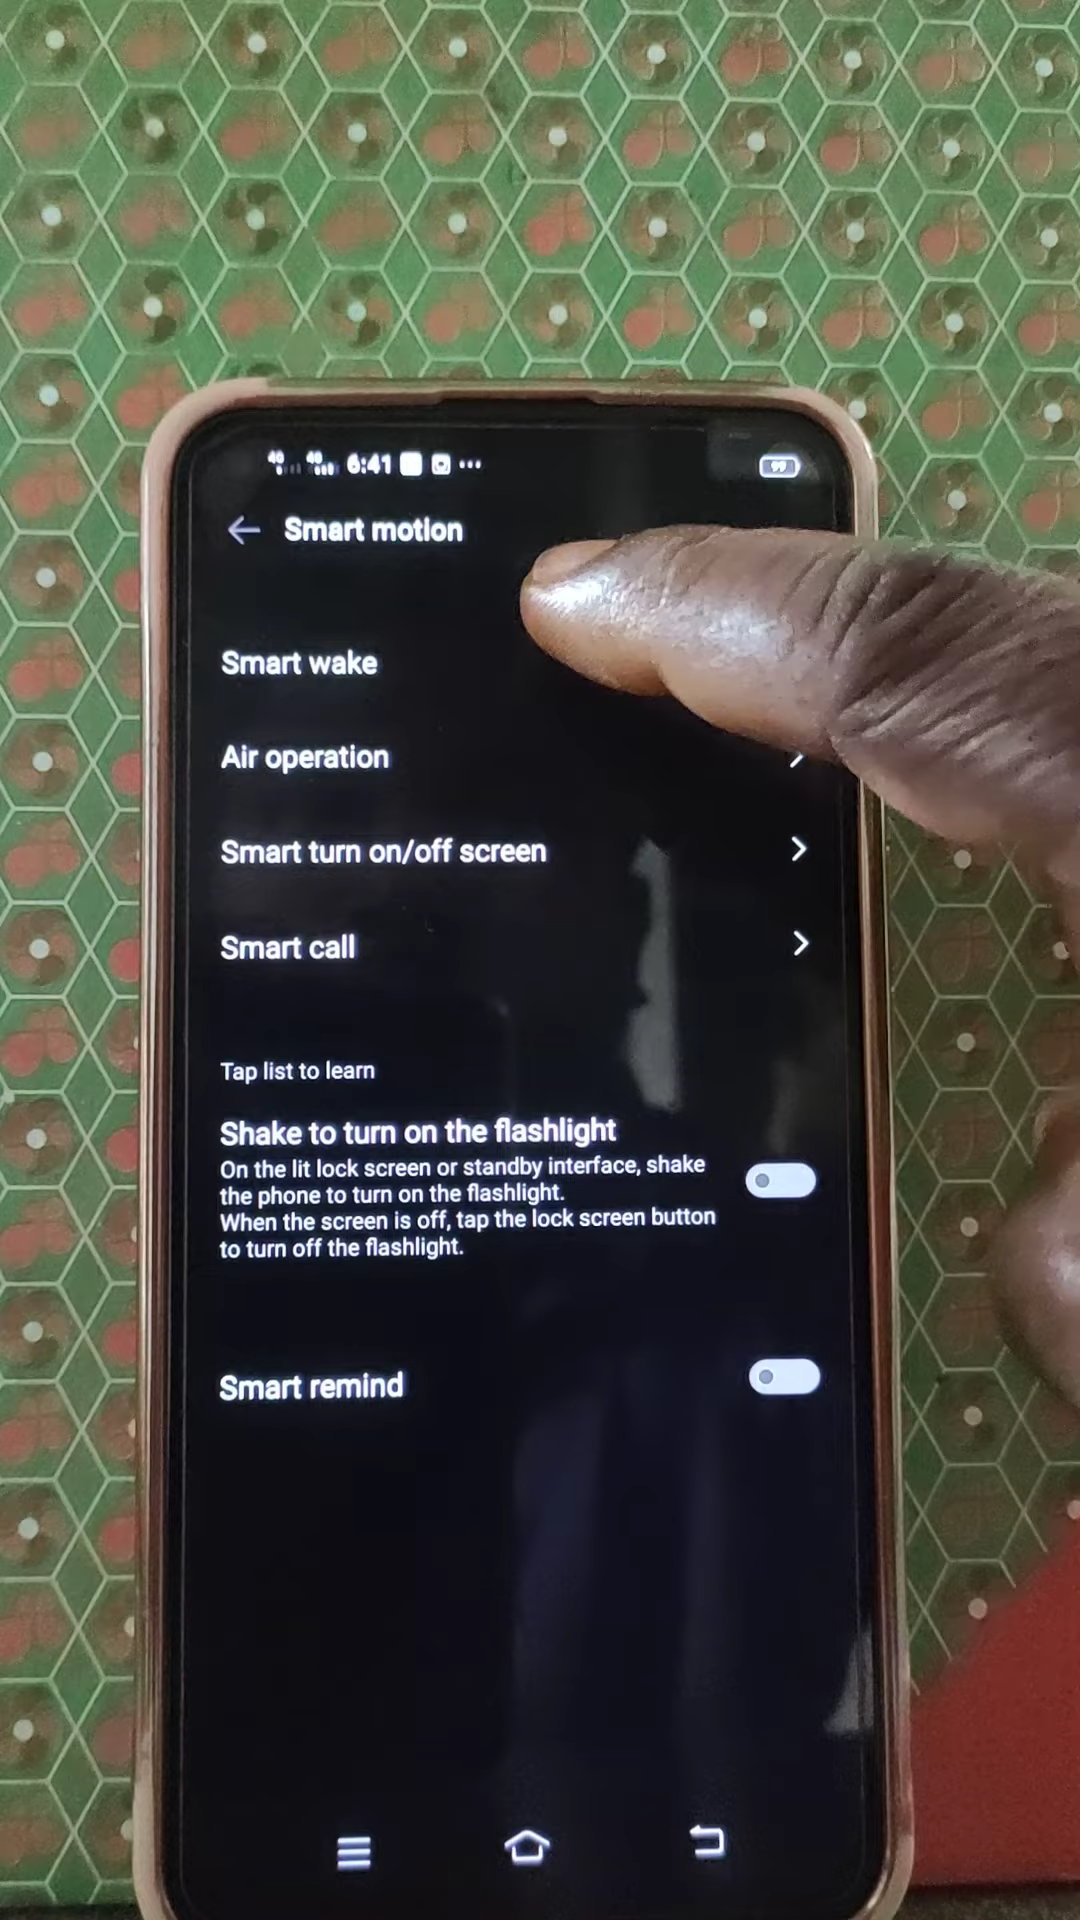 4G 4G 6:41 99
Smart motion
Smart wake
Air operation
Smart turn on/off screen
Smart call
Tap list to learn
Shake to turn on the flashlight
On the lit lock screen or standby interface, shake
the phone to turn on the flashlight.
When the screen is off, tap the lock screen button
to turn off the flashlight.
Smart remind